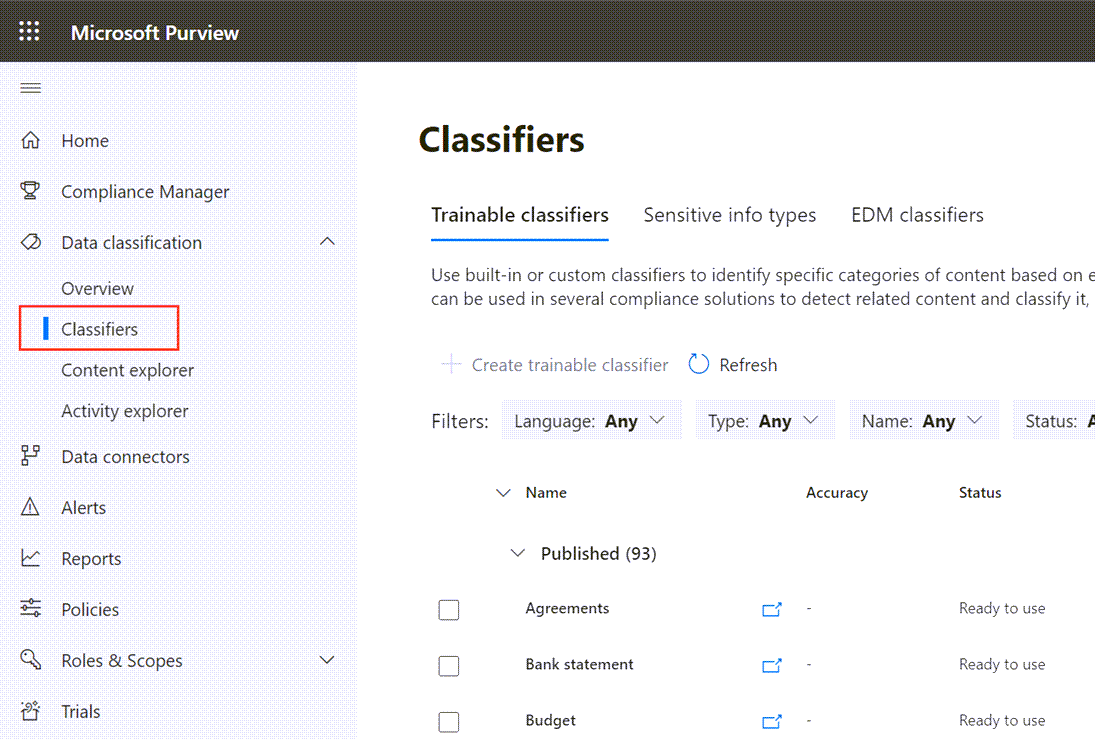 Microsoft Purview
Home
Compliance Manager
Data classification
Overview
Classifiers
Content explorer
Activity explorer
Data connectors
Alerts
Reports
Policies
Roles & Scopes
Trials
Classifiers
Trainable classifiers Sensitive info types EDM classifiers
Use built-in or custom classifiers to identify specific categories of content based on e
can be used in several compliance solutions to detect related content and classify it,
Create trainable classifier Refresh
Filters: Language: Any Type: Any Name: Any Status: A
Name Accuracy Status
Published (93)
Agreements - Ready to use
Bank statement - Ready to use
Budget - Ready to use